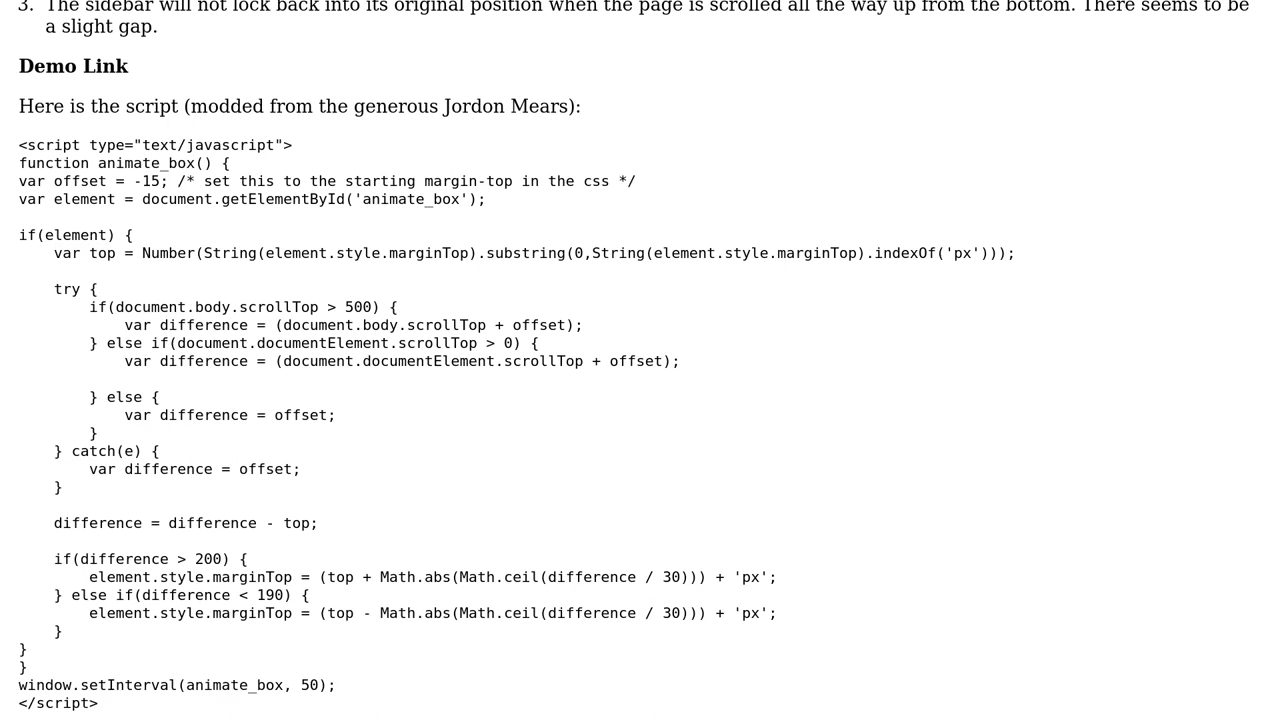 3. The sidebar will not lock back into its original position when the page is scrolled all the way up from the bottom. There seems to be
a slight gap.
Demo Link
Here is the script (modded from the generous Jordon Mears):
<script type="text/javascript">
function animate_box() {
var offset = -15; /* set this to the starting margin-top in the css */
var element = document.getElementById('animate_box');

if(element) {
    var top = Number(String(element.style.marginTop).substring(0,String(element.style.marginTop).indexOf('px')));

    try {
        if(document.body.scrollTop > 500) {
            var difference = (document.body.scrollTop + offset);
        } else if(document.documentElement.scrollTop > 0) {
            var difference = (document.documentElement.scrollTop + offset);

        } else {
            var difference = offset;
        }
    } catch(e) {
        var difference = offset;
    }

    difference = difference - top;

    if(difference > 200) {
        element.style.marginTop = (top + Math.abs(Math.ceil(difference / 30))) + 'px';
    } else if(difference < 190) {
        element.style.marginTop = (top - Math.abs(Math.ceil(difference / 30))) + 'px';
    }
}
}
window.setInterval(animate_box, 50);
</script>